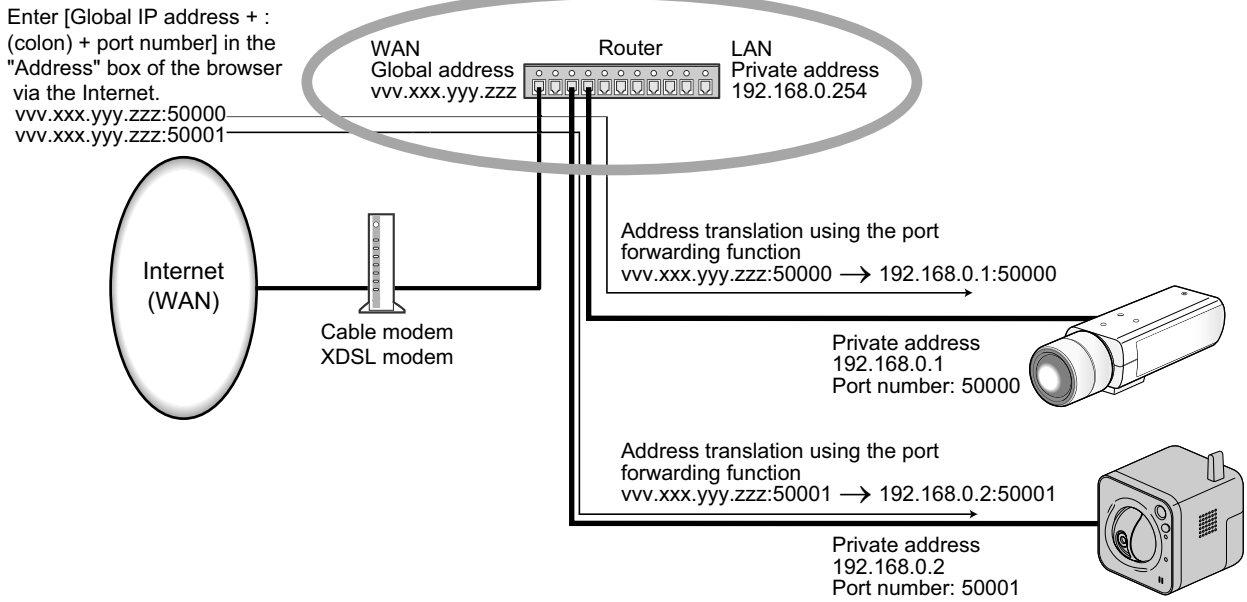 Enter [Global IP address + :
(colon) + port number] in the
"Address" box of the browser
via the Internet.
vvv.xxx.yyy.zzz:50000
vvv.xxx.yyy.zzz:50001
WAN
Global address
vvv.xxx.yyy.zzz
Router
LAN
Private address
192.168.0.254
Internet
(WAN)
Cable modem
XDSL modem
Address translation using the port
forwarding function
vvv.xxx.yyy.zzz:50000 → 192.168.0.1:50000
Private address
192.168.0.1
Port number: 50000
Address translation using the port
forwarding function
vvv.xxx.yyy.zzz:50001 → 192.168.0.2:50001
Private address
192.168.0.2
Port number: 50001